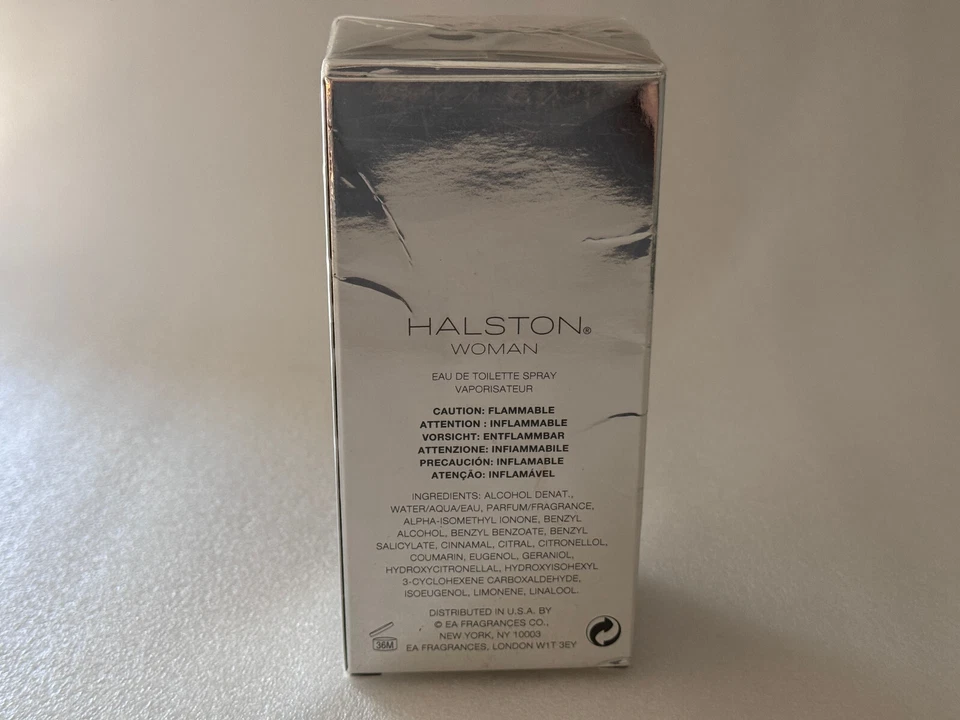 HALSTON®
WOMAN
EAU DE TOILETTE SPRAY
VAPORISATEUR
CAUTION: FLAMMABLE
ATTENTION : INFLAMMABLE
VORSICHT: ENTFLAMMBAR
ATTENZIONE: INFIAMMABILE
PRECAUCIÓN: INFLAMABLE
ATENÇÃO: INFLAMÁVEL
INGREDIENTS: ALCOHOL DENAT.,
WATER/AQUA/EAU, PARFUM/FRAGRANCE,
ALPHA-ISOMETHYL IONONE, BENZYL
ALCOHOL, BENZYL BENZOATE, BENZYL
SALICYLATE, CINNAMAL, CITRAL, CITRONELLOL,
COUMARIN, EUGENOL, GERANIOL,
HYDROXYCITRONELLAL, HYDROXYISOHEXYL
3-CYCLOHEXENE CARBOXALDEHYDE,
ISOEUGENOL, LIMONENE, LINALOOL.
DISTRIBUTED IN U.S.A. BY
© EA FRAGRANCES CO.,
NEW YORK, NY 10003
EA FRAGRANCES, LONDON W1T 3EY
36M